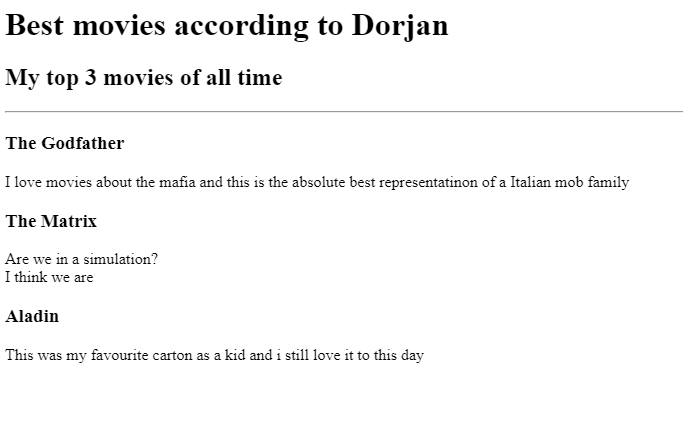 Best movies according to Dorjan
My top 3 movies of all time
The Godfather
I love movies about the mafia and this is the absolute best representatinon of a Italian mob family
The Matrix
Are we in a simulation?
I think we are
Aladin
This was my favourite carton as a kid and i still love it to this day